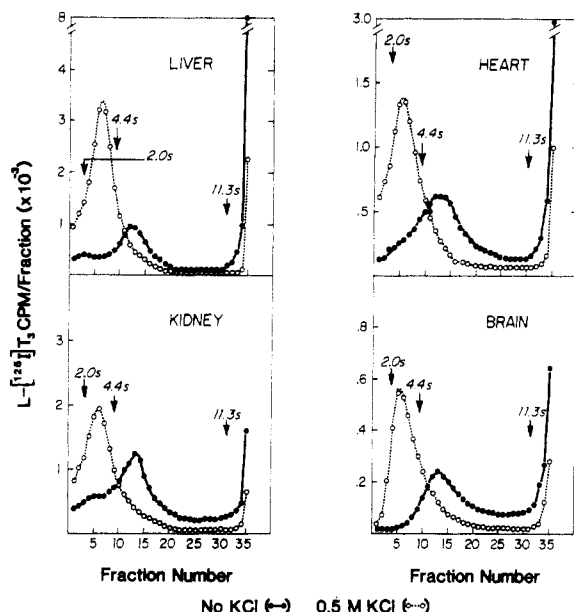 8
3
2
1
LIVER
2.0s
4.4s
11.3s
3.0
1.5
1.0
.5
HEART
2.0s
4.4s
11.3s
3
2
1
KIDNEY
2.0s
4.4s
11.3s
5 10 15 20 25 30 35
.8
.6
.4
.2
BRAIN
2.0s
4.4s
11.3s
5 10 15 20 25 30 35
L-[125I]T3 CPM/Fraction (x10-3)
Fraction Number
Fraction Number
No KCl (●—●) 0.5 M KCl (○···○)